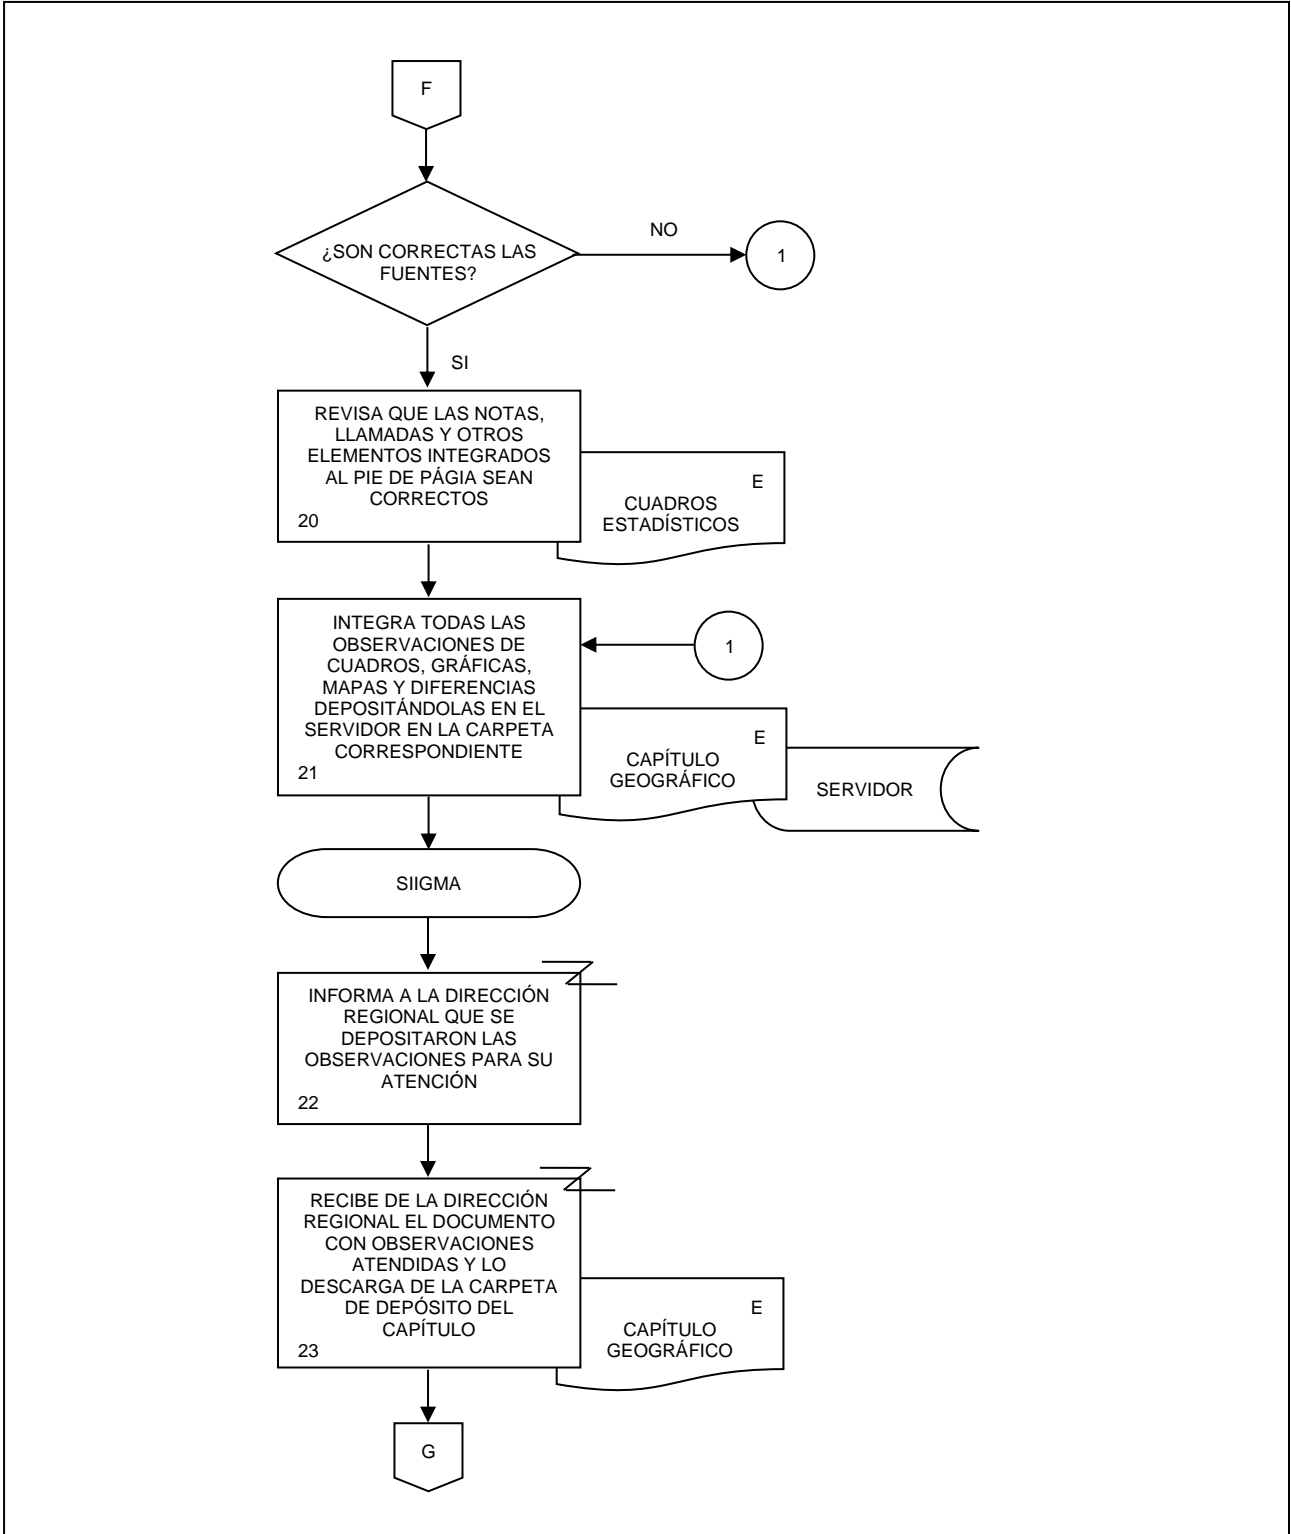 F
¿SON CORRECTAS LAS
FUENTES?
NO
1
SI
REVISA QUE LAS NOTAS,
LLAMADAS Y OTROS
ELEMENTOS INTEGRADOS
AL PIE DE PÁGIA SEAN
CORRECTOS
20
E
CUADROS
ESTADÍSTICOS
INTEGRA TODAS LAS
OBSERVACIONES DE
CUADROS, GRÁFICAS,
MAPAS Y DIFERENCIAS
DEPOSITÁNDOLAS EN EL
SERVIDOR EN LA CARPETA
CORRESPONDIENTE
21
1
E
CAPÍTULO
GEOGRÁFICO
SERVIDOR
SIIGMA
INFORMA A LA DIRECCIÓN
REGIONAL QUE SE
DEPOSITARON LAS
OBSERVACIONES PARA SU
ATENCIÓN
22
RECIBE DE LA DIRECCIÓN
REGIONAL EL DOCUMENTO
CON OBSERVACIONES
ATENDIDAS Y LO
DESCARGA DE LA CARPETA
DE DEPÓSITO DEL
CAPÍTULO
23
E
CAPÍTULO
GEOGRÁFICO
G